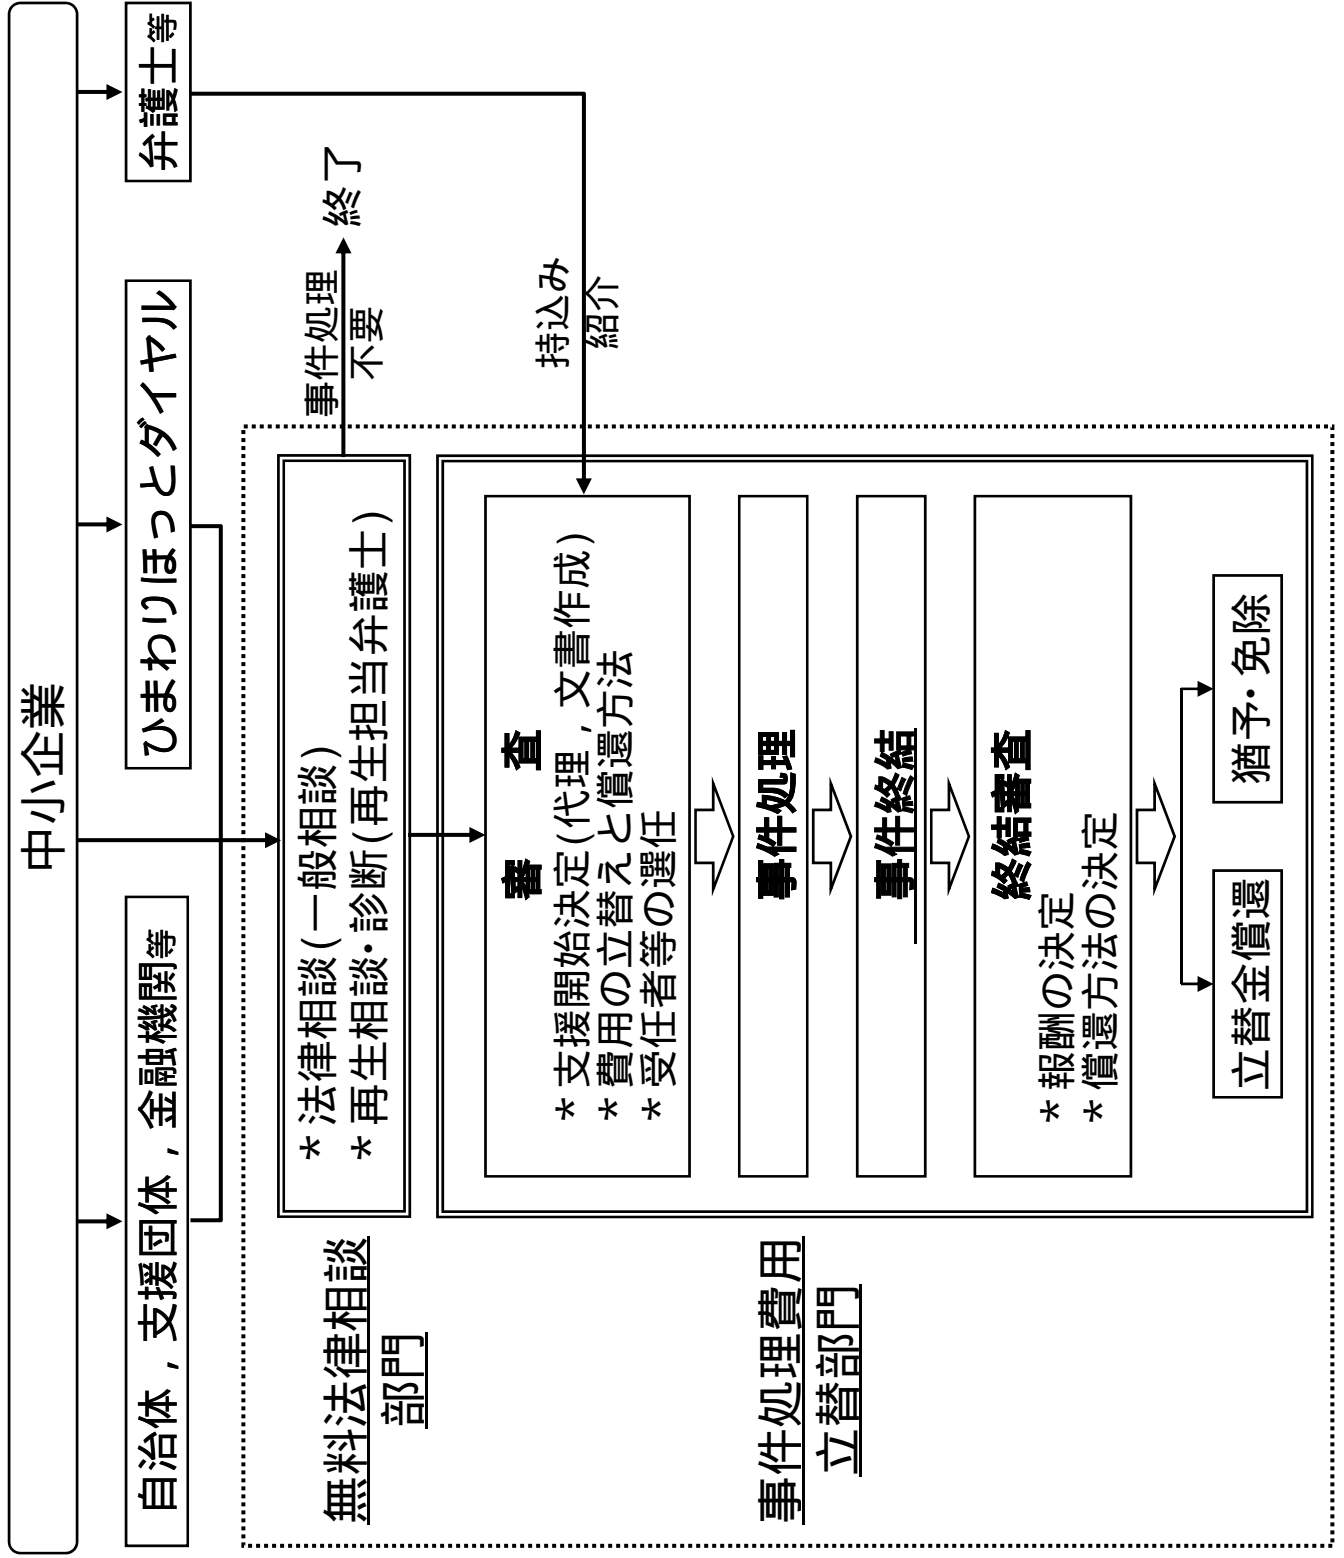 中小企業
自治体，支援団体，金融機関等
ひまわりほっとダイヤル
弁護士等
無料法律相談
部門
＊法律相談(一般相談)
＊再生相談・診断(再生担当弁護士)
事件処理
不要
終了
持込み
紹介
事件処理費用
立替部門
審　　査
＊支援開始決定(代理，文書作成)
＊費用の立替えと償還方法
＊受任者等の選任
事件処理
事件終結
終結審査
＊報酬の決定
＊償還方法の決定
立替金償還
猶予・免除